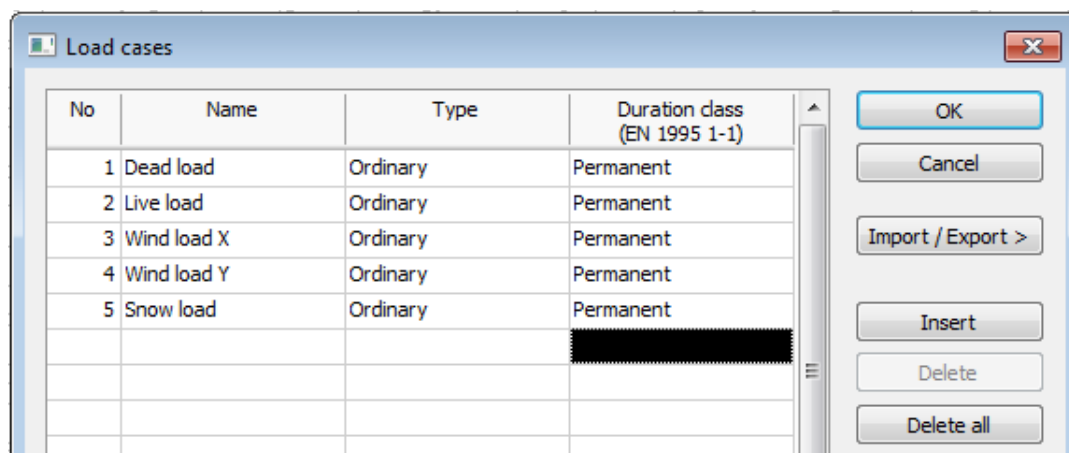 Load cases
No Name Type Duration class
(EN 1995 1-1)
1 Dead load Ordinary Permanent
2 Live load Ordinary Permanent
3 Wind load X Ordinary Permanent
4 Wind load Y Ordinary Permanent
5 Snow load Ordinary Permanent
OK
Cancel
Import / Export >
Insert
Delete
Delete all